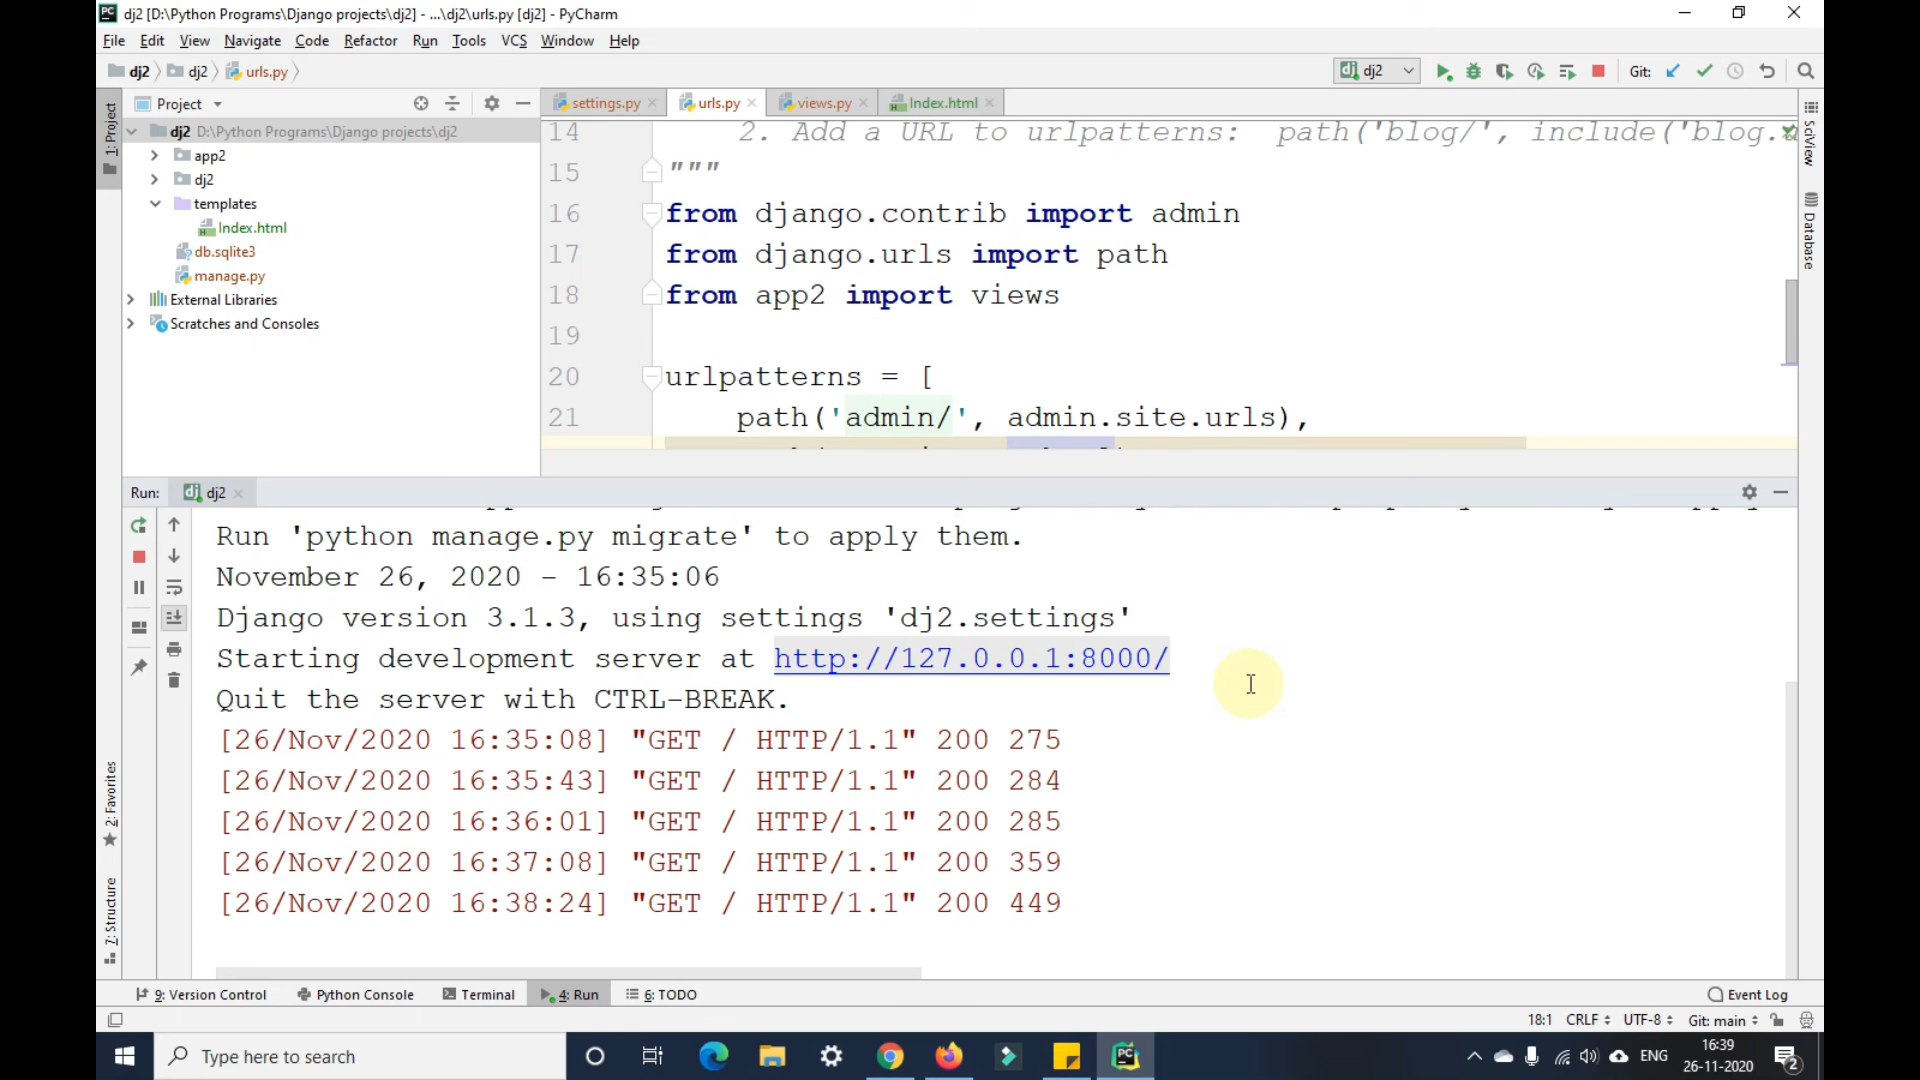 dj2 [D:\Python Programs\Django projects\dj2] - ...\dj2\urls.py [dj2] - PyCharm
File Edit View Navigate Code Refactor Run Tools VCS Window Help
dj2 dj2 urls.py
dj2 Git:
1: Project
Project
settings.py urls.py views.py Index.html
dj2 D:\Python Programs\Django projects\dj2
app2
dj2
templates
Index.html
db.sqlite3
manage.py
External Libraries
Scratches and Consoles
14 2. Add a URL to urlpatterns: path('blog/', include('blog.
15 """
16 from django.contrib import admin
17 from django.urls import path
18 from app2 import views
19
20 urlpatterns = [
21 path('admin/', admin.site.urls),
SciView
Database
Run: dj2
Run 'python manage.py migrate' to apply them.
November 26, 2020 - 16:35:06
Django version 3.1.3, using settings 'dj2.settings'
Starting development server at http://127.0.0.1:8000/
Quit the server with CTRL-BREAK.
[26/Nov/2020 16:35:08] "GET / HTTP/1.1" 200 275
[26/Nov/2020 16:35:43] "GET / HTTP/1.1" 200 284
[26/Nov/2020 16:36:01] "GET / HTTP/1.1" 200 285
[26/Nov/2020 16:37:08] "GET / HTTP/1.1" 200 359
[26/Nov/2020 16:38:24] "GET / HTTP/1.1" 200 449
2: Favorites
7: Structure
9: Version Control Python Console Terminal 4: Run 6: TODO Event Log
18:1 CRLF UTF-8 Git: main
Type here to search
ENG
16:39
26-11-2020
2